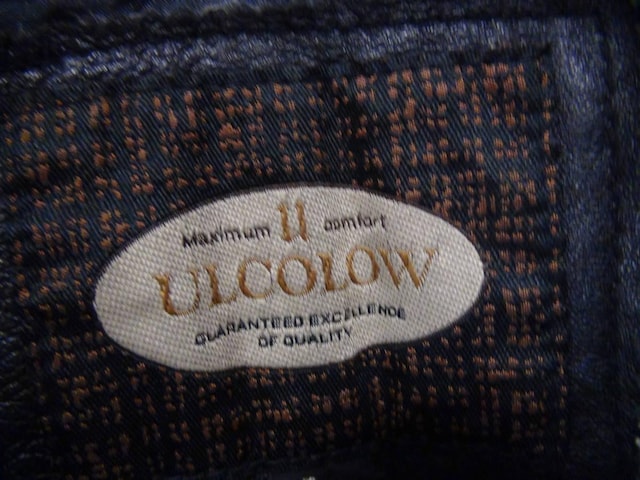 Maximum U comfort
ULCOLOW
GUARANTEED EXCELLENCE
OF QUALITY